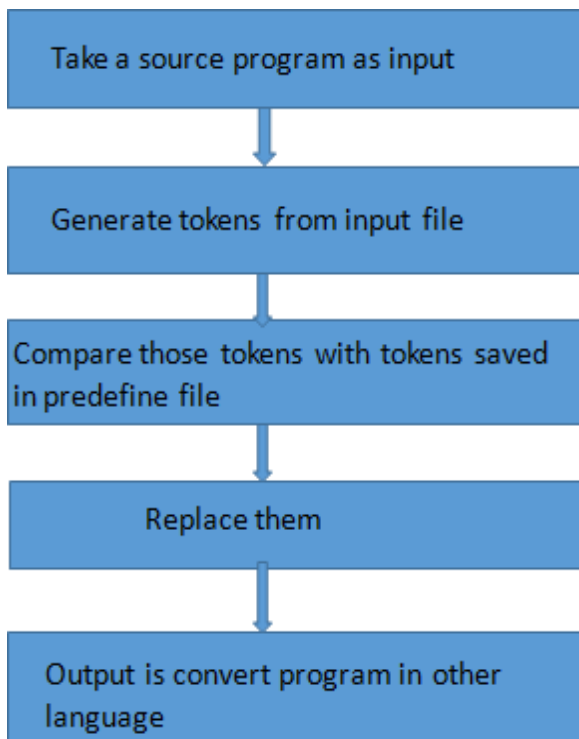 Take a source program as input
Generate tokens from input file
Compare those tokens with tokens saved
in predefine file
Replace them
Output is convert program in other
language